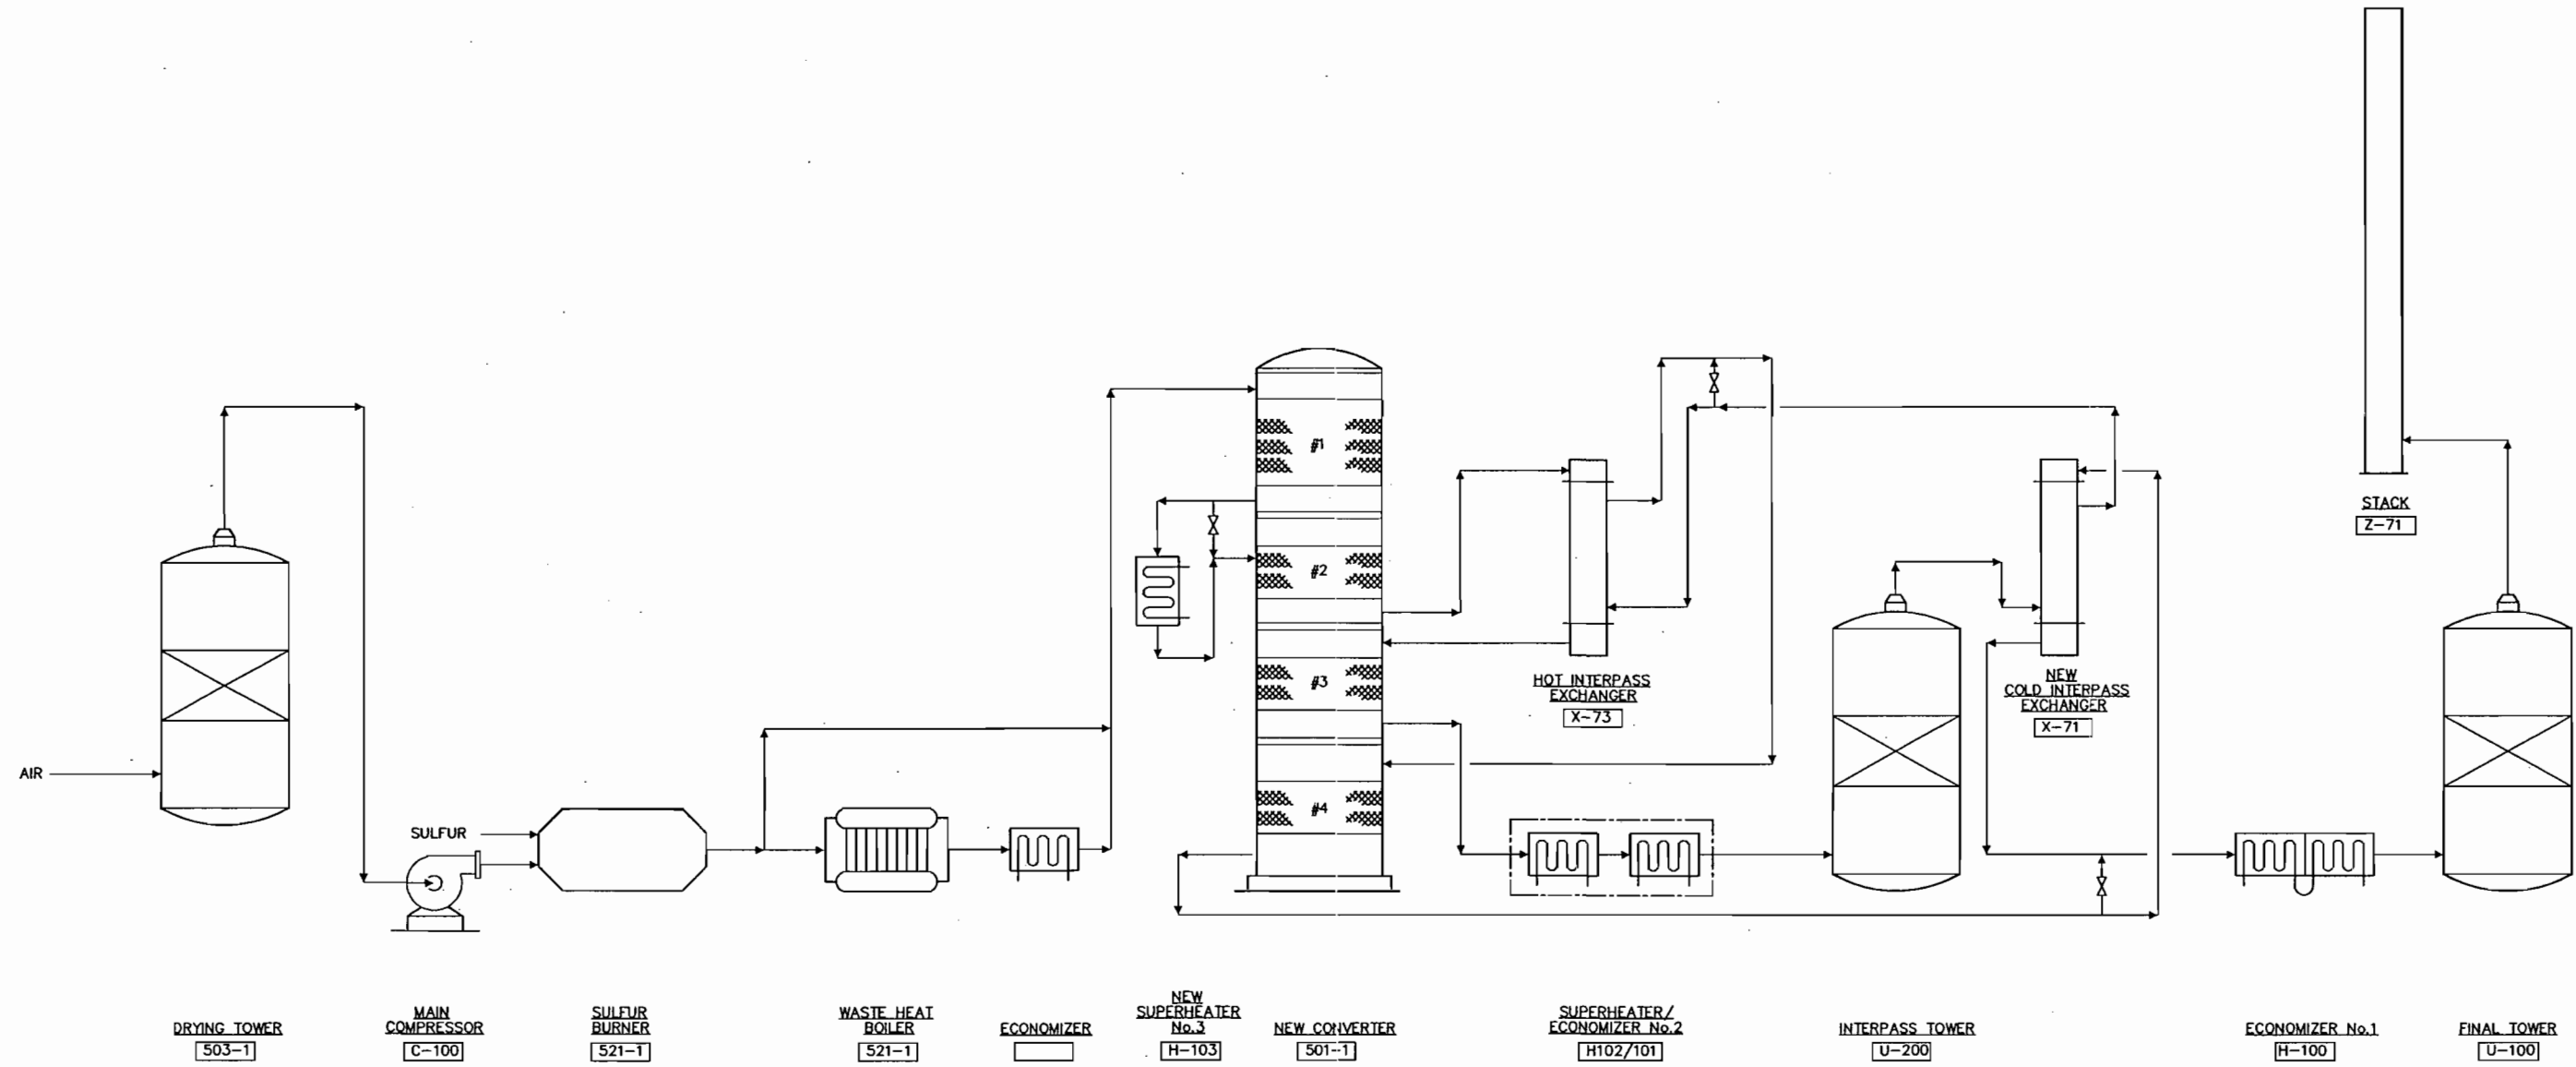 #1
STACK
Z-71
#2
HOT INTERPASS
EXCHANGER
X-73
NEW
COLD INTERPASS
EXCHANGER
X-71
#3
AIR
#4
SULFUR
DRYING TOWER
503-1
MAIN
COMPRESSOR
C-100
SULFUR
BURNER
521-1
WASTE HEAT
BOILER
521-1
ECONOMIZER
NEW
SUPERHEATER
No.3
H-103
NEW CONVERTER
501-1
SUPERHEATER/
ECONOMIZER No.2
H102/101
INTERPASS TOWER
U-200
ECONOMIZER No.1
H-100
FINAL TOWER
U-100